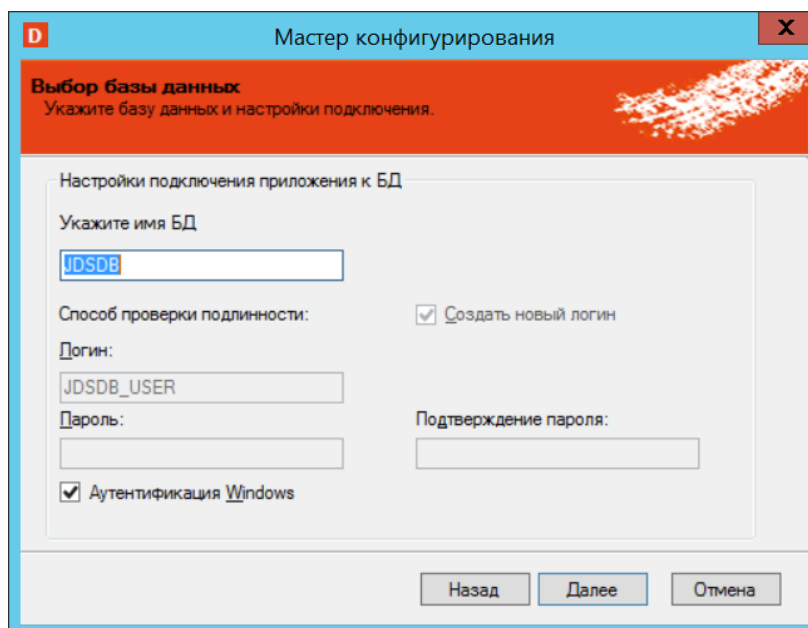 D
Мастер конфигурирования
X
Выбор базы данных
Укажите базу данных и настройки подключения.
Настройки подключения приложения к БД
Укажите имя БД
JDSDB
Способ проверки подлинности:
Создать новый логин
Логин:
JDSDB_USER
Пароль:
Подтверждение пароля:
Аутентификация Windows
Назад
Далее
Отмена